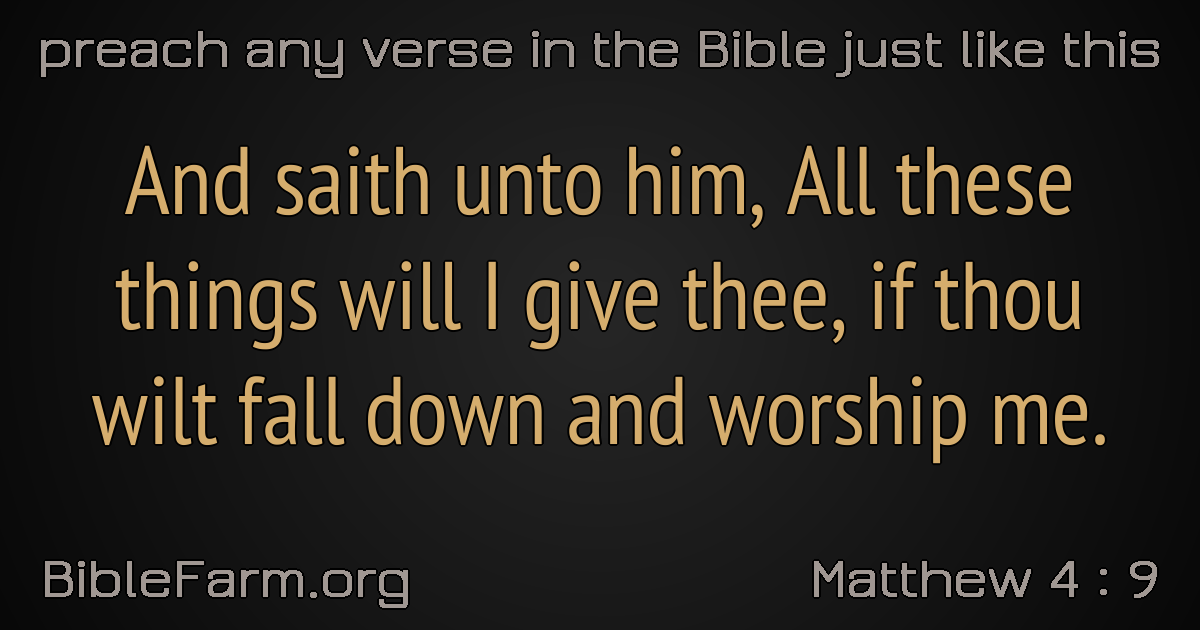 preach any verse in the Bible just like this
And saith unto him, All these
things will I give thee, if thou
wilt fall down and worship me.
BibleFarm.org
Matthew 4 : 9